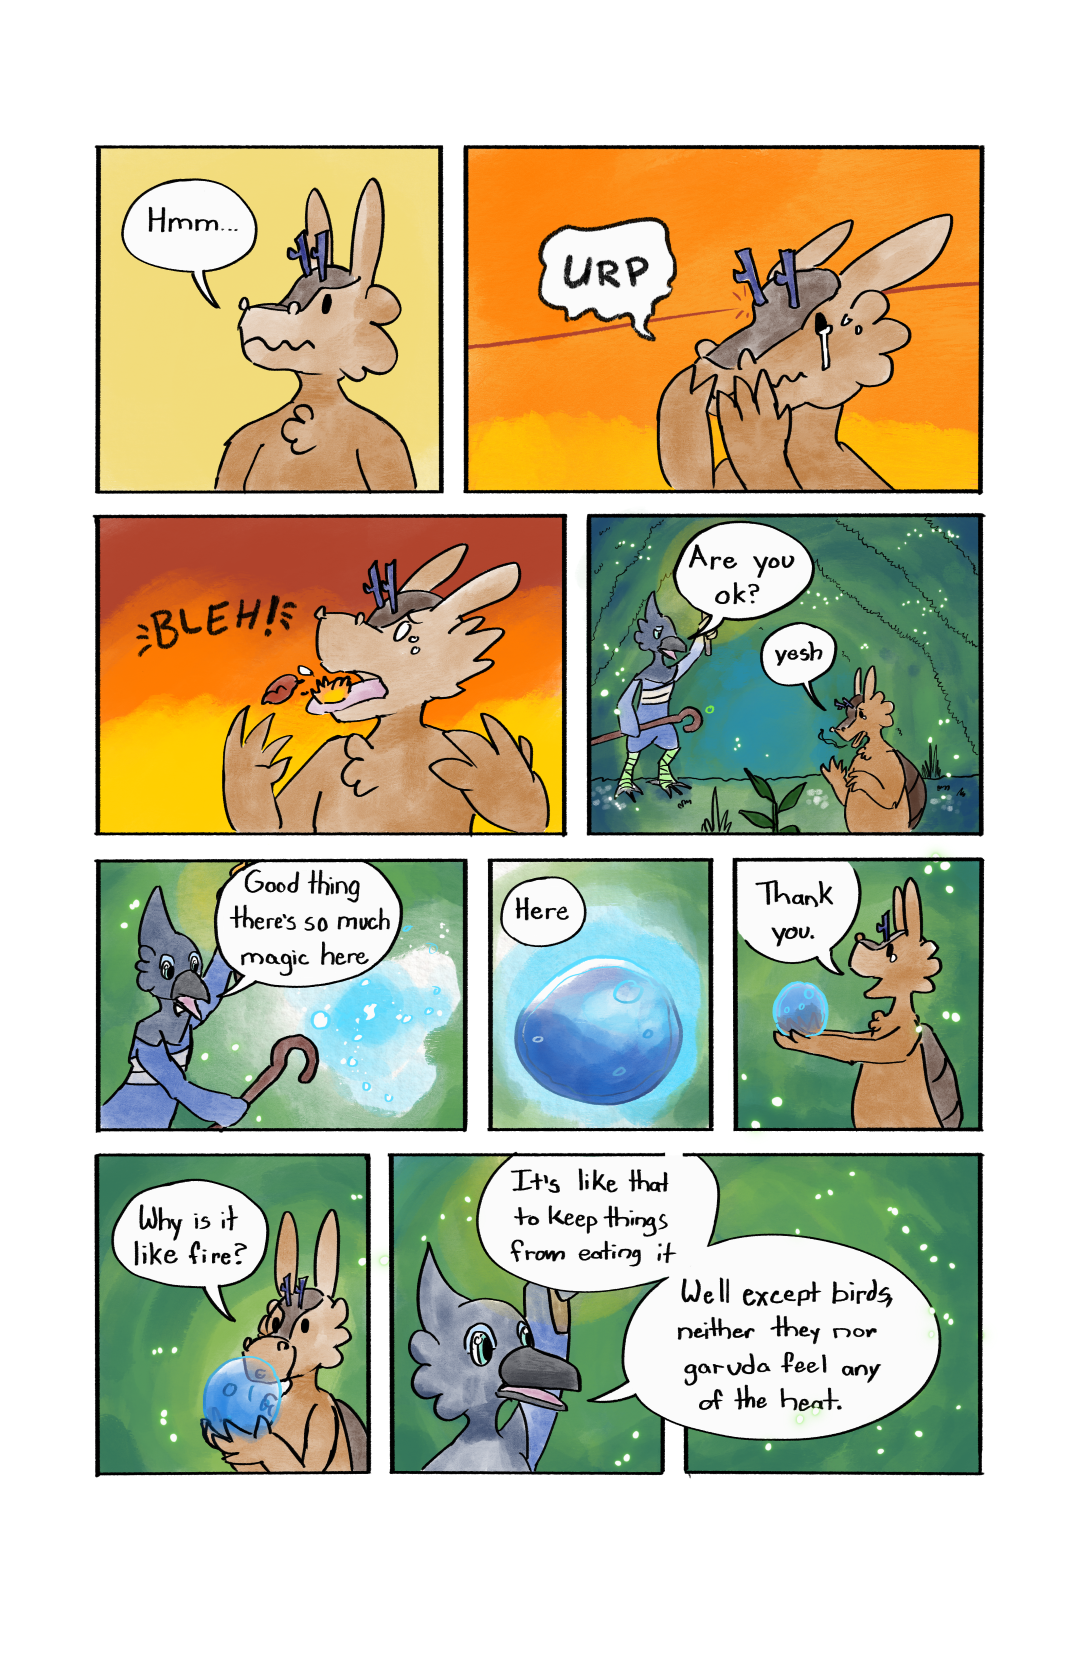 Hmm...
URP
BLEH!
Are you
ok?
yesh
Good thing
there's so much
magic here
Here
Thank
you.
Why is it
like fire?
It's like that
to keep things
from eating it
Well except birds,
neither they nor
garuda feel any
of the heat.